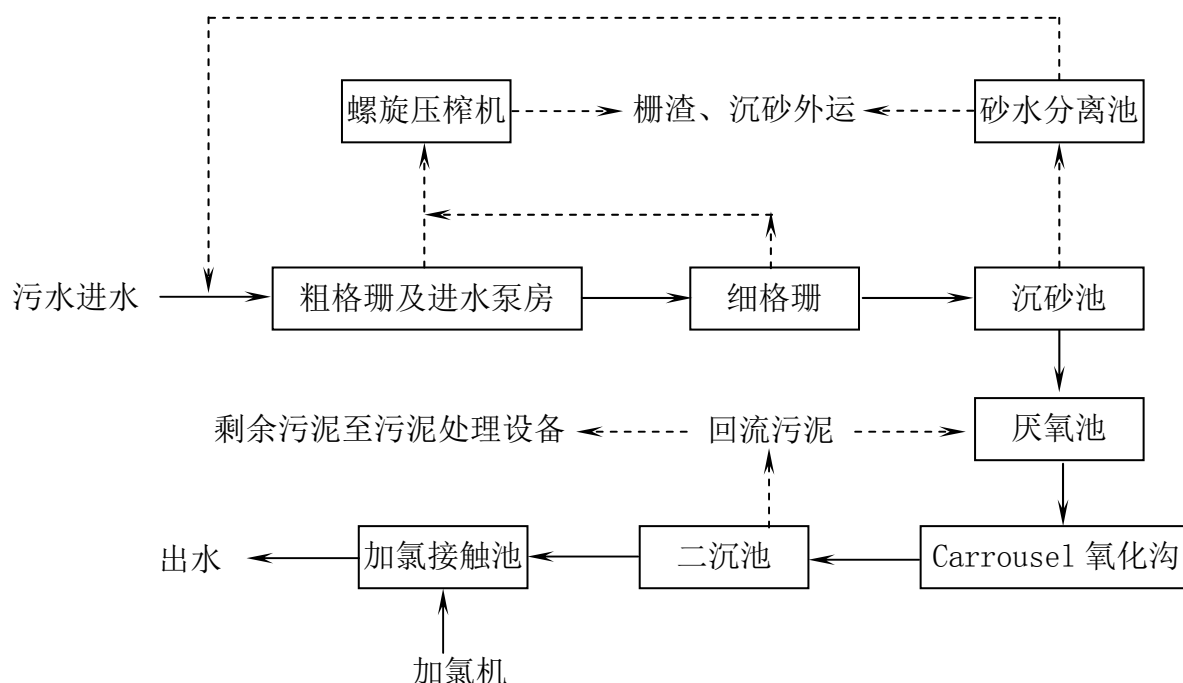 螺旋压榨机
栅渣、沉砂外运
砂水分离池
污水进水
粗格珊及进水泵房
细格珊
沉砂池
剩余污泥至污泥处理设备
回流污泥
厌氧池
出水
加氯接触池
二沉池
Carrousel 氧化沟
加氯机